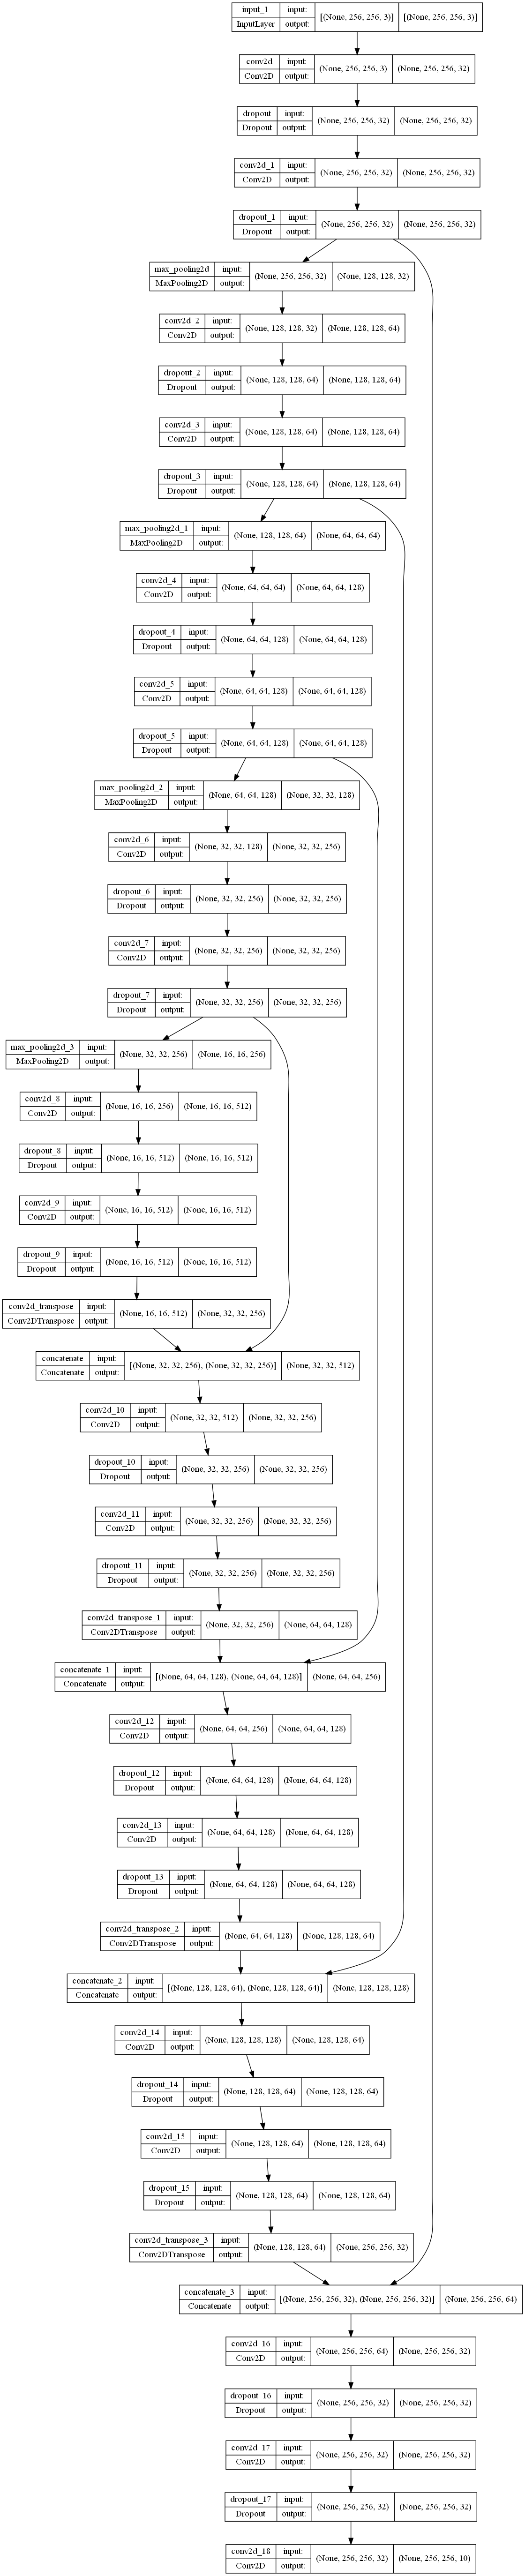 input_1 input: [(None, 256, 256, 3)] [(None, 256, 256, 3)]
InputLayer output:
conv2d input: (None, 256, 256, 3) (None, 256, 256, 32)
Conv2D output:
dropout input: (None, 256, 256, 32) (None, 256, 256, 32)
Dropout output:
conv2d_1 input: (None, 256, 256, 32) (None, 256, 256, 32)
Conv2D output:
dropout_1 input: (None, 256, 256, 32) (None, 256, 256, 32)
Dropout output:
max_pooling2d input: (None, 256, 256, 32) (None, 128, 128, 32)
MaxPooling2D output:
conv2d_2 input: (None, 128, 128, 32) (None, 128, 128, 64)
Conv2D output:
dropout_2 input: (None, 128, 128, 64) (None, 128, 128, 64)
Dropout output:
conv2d_3 input: (None, 128, 128, 64) (None, 128, 128, 64)
Conv2D output:
dropout_3 input: (None, 128, 128, 64) (None, 128, 128, 64)
Dropout output:
max_pooling2d_1 input: (None, 128, 128, 64) (None, 64, 64, 64)
MaxPooling2D output:
conv2d_4 input: (None, 64, 64, 64) (None, 64, 64, 128)
Conv2D output:
dropout_4 input: (None, 64, 64, 128) (None, 64, 64, 128)
Dropout output:
conv2d_5 input: (None, 64, 64, 128) (None, 64, 64, 128)
Conv2D output:
dropout_5 input: (None, 64, 64, 128) (None, 64, 64, 128)
Dropout output:
max_pooling2d_2 input: (None, 64, 64, 128) (None, 32, 32, 128)
MaxPooling2D output:
conv2d_6 input: (None, 32, 32, 128) (None, 32, 32, 256)
Conv2D output:
dropout_6 input: (None, 32, 32, 256) (None, 32, 32, 256)
Dropout output:
conv2d_7 input: (None, 32, 32, 256) (None, 32, 32, 256)
Conv2D output:
dropout_7 input: (None, 32, 32, 256) (None, 32, 32, 256)
Dropout output:
max_pooling2d_3 input: (None, 32, 32, 256) (None, 16, 16, 256)
MaxPooling2D output:
conv2d_8 input: (None, 16, 16, 256) (None, 16, 16, 512)
Conv2D output:
dropout_8 input: (None, 16, 16, 512) (None, 16, 16, 512)
Dropout output:
conv2d_9 input: (None, 16, 16, 512) (None, 16, 16, 512)
Conv2D output:
dropout_9 input: (None, 16, 16, 512) (None, 16, 16, 512)
Dropout output:
conv2d_transpose input: (None, 16, 16, 512) (None, 32, 32, 256)
Conv2DTranspose output:
concatenate input: [(None, 32, 32, 256), (None, 32, 32, 256)] (None, 32, 32, 512)
Concatenate output:
conv2d_10 input: (None, 32, 32, 512) (None, 32, 32, 256)
Conv2D output:
dropout_10 input: (None, 32, 32, 256) (None, 32, 32, 256)
Dropout output:
conv2d_11 input: (None, 32, 32, 256) (None, 32, 32, 256)
Conv2D output:
dropout_11 input: (None, 32, 32, 256) (None, 32, 32, 256)
Dropout output:
conv2d_transpose_1 input: (None, 32, 32, 256) (None, 64, 64, 128)
Conv2DTranspose output:
concatenate_1 input: [(None, 64, 64, 128), (None, 64, 64, 128)] (None, 64, 64, 256)
Concatenate output:
conv2d_12 input: (None, 64, 64, 256) (None, 64, 64, 128)
Conv2D output:
dropout_12 input: (None, 64, 64, 128) (None, 64, 64, 128)
Dropout output:
conv2d_13 input: (None, 64, 64, 128) (None, 64, 64, 128)
Conv2D output:
dropout_13 input: (None, 64, 64, 128) (None, 64, 64, 128)
Dropout output:
conv2d_transpose_2 input: (None, 64, 64, 128) (None, 128, 128, 64)
Conv2DTranspose output:
concatenate_2 input: [(None, 128, 128, 64), (None, 128, 128, 64)] (None, 128, 128, 128)
Concatenate output:
conv2d_14 input: (None, 128, 128, 128) (None, 128, 128, 64)
Conv2D output:
dropout_14 input: (None, 128, 128, 64) (None, 128, 128, 64)
Dropout output:
conv2d_15 input: (None, 128, 128, 64) (None, 128, 128, 64)
Conv2D output:
dropout_15 input: (None, 128, 128, 64) (None, 128, 128, 64)
Dropout output:
conv2d_transpose_3 input: (None, 128, 128, 64) (None, 256, 256, 32)
Conv2DTranspose output:
concatenate_3 input: [(None, 256, 256, 32), (None, 256, 256, 32)] (None, 256, 256, 64)
Concatenate output:
conv2d_16 input: (None, 256, 256, 64) (None, 256, 256, 32)
Conv2D output:
dropout_16 input: (None, 256, 256, 32) (None, 256, 256, 32)
Dropout output:
conv2d_17 input: (None, 256, 256, 32) (None, 256, 256, 32)
Conv2D output:
dropout_17 input: (None, 256, 256, 32) (None, 256, 256, 32)
Dropout output:
conv2d_18 input: (None, 256, 256, 32) (None, 256, 256, 10)
Conv2D output: